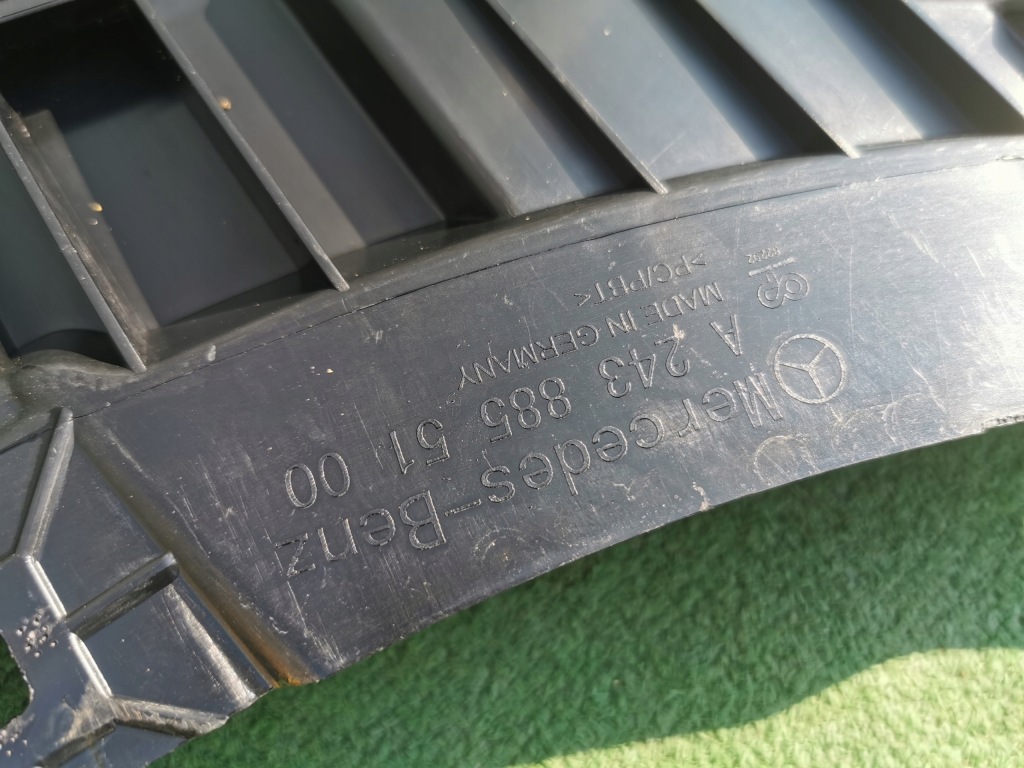 Mercedes-Benz
A 243 885 51 00
MADE IN GERMANY
>PC/PBT<